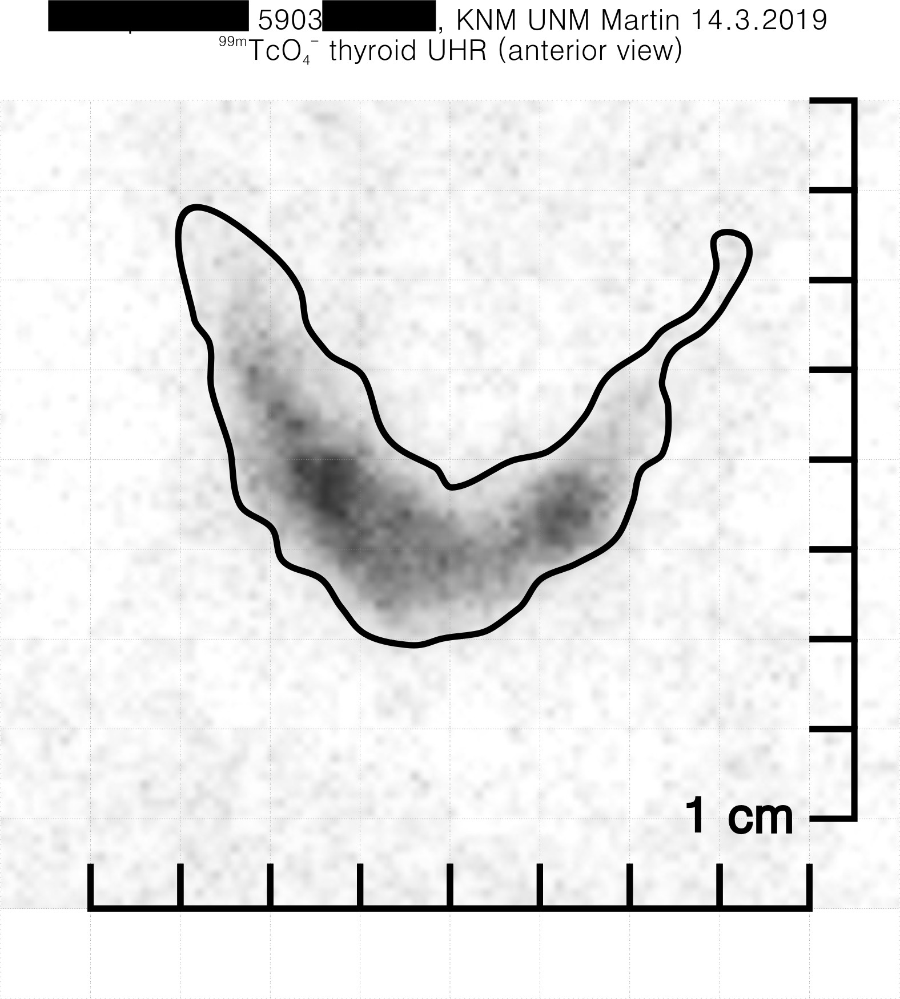 5903 , KNM UNM Martin 14.3.2019
⁹⁹ᵐTcO₄⁻ thyroid UHR (anterior view)
1 cm